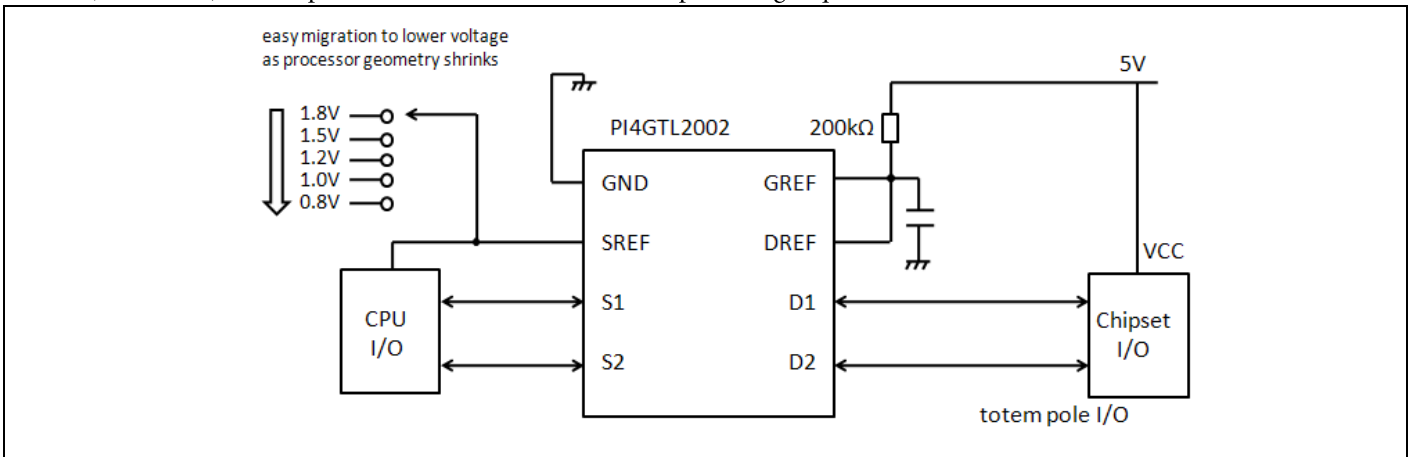 easy migration to lower voltage
as processor geometry shrinks
5V
1.8V
1.5V
1.2V
1.0V
0.8V
PI4GTL2002
200kΩ
GND
GREF
SREF
DREF
VCC
S1
D1
CPU
I/O
Chipset
I/O
S2
D2
totem pole I/O